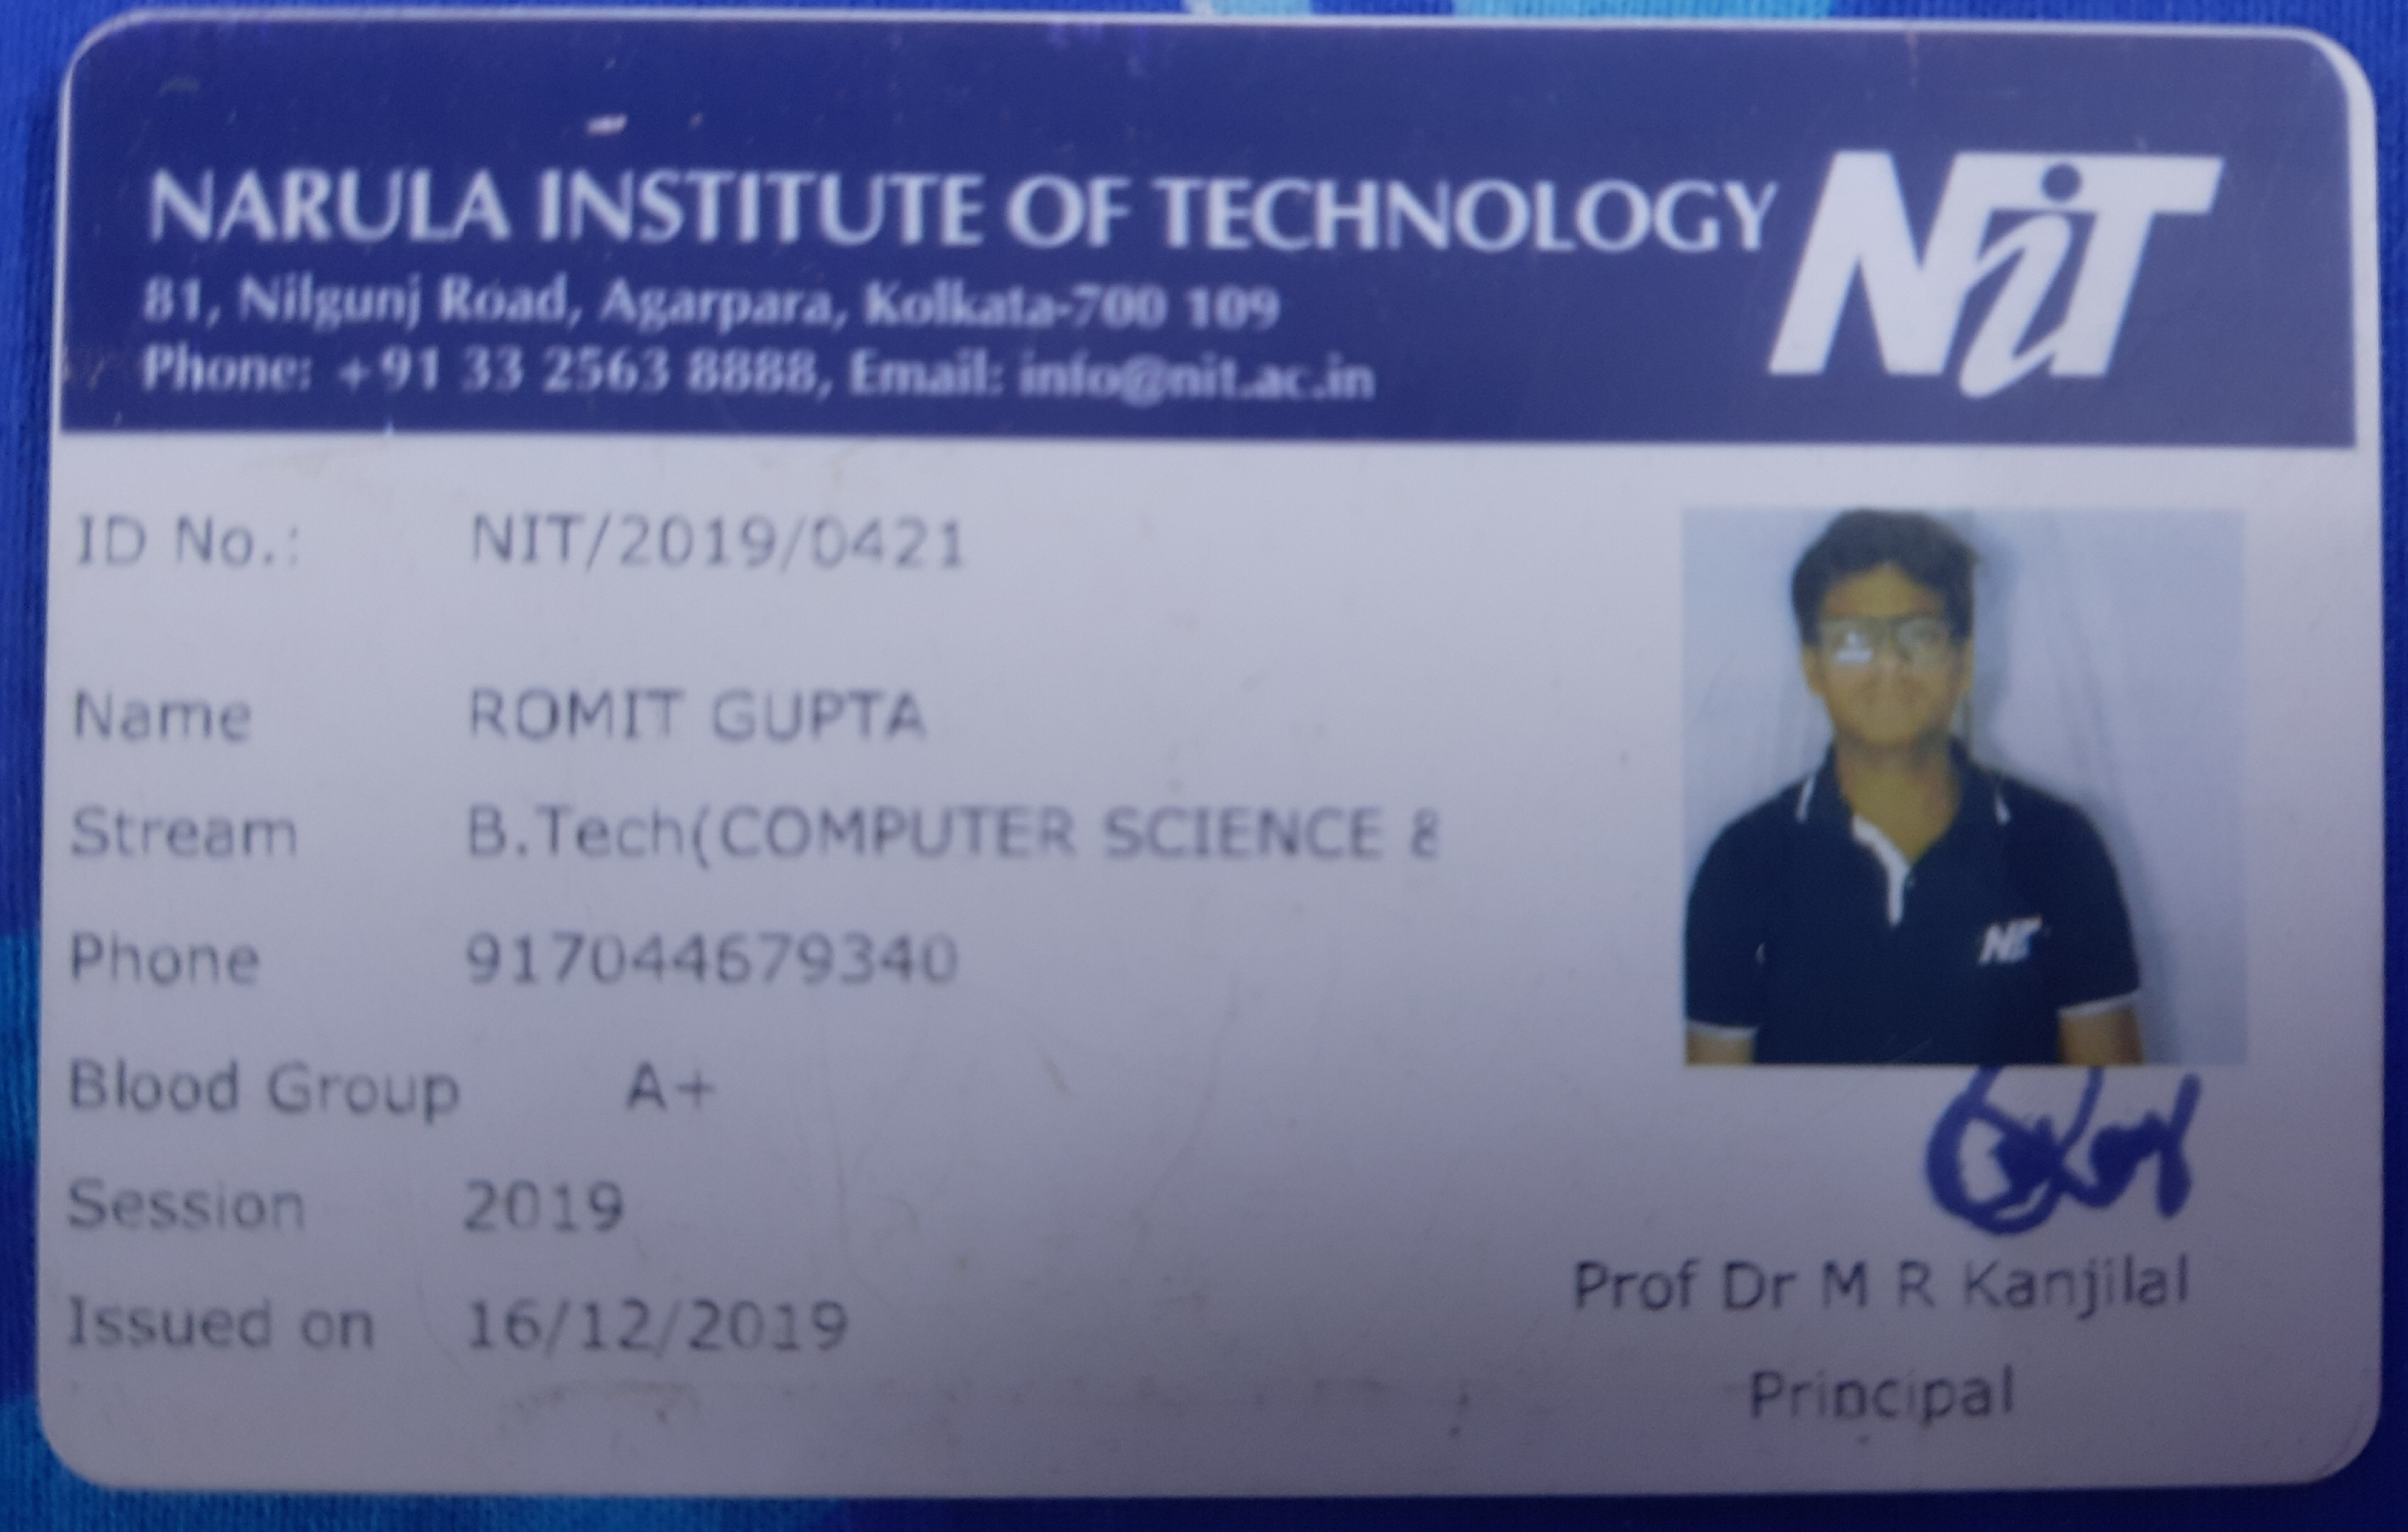 NARULA INSTITUTE OF TECHNOLOGY NiT
81, Nilgunj Road, Agarpara, Kolkata-700 109
Phone: +91 33 2563 8888, Email: info@nit.ac.in
ID No.: NIT/2019/0421
Name ROMIT GUPTA
Stream B.Tech(COMPUTER SCIENCE &
Phone 917044679340
NiT
Blood Group A+
Session 2019
Prof Dr M R Kanjilal
Issued on 16/12/2019
Principal